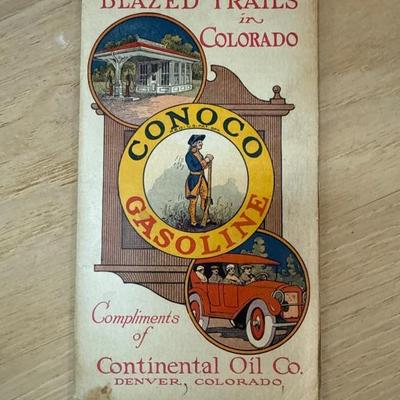 BLAZED TRAILS
in
COLORADO
CONOCO
GASOLINE
Compliments
of
Continental Oil Co.
DENVER, COLORADO